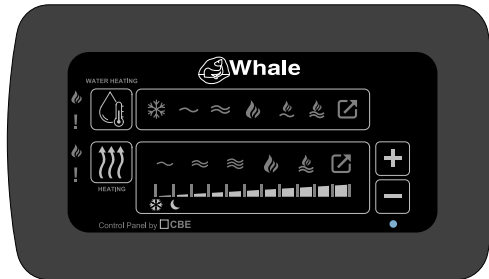 Whale
WATER HEATING
!
!
HEATING
+
−
Control Panel by CBE